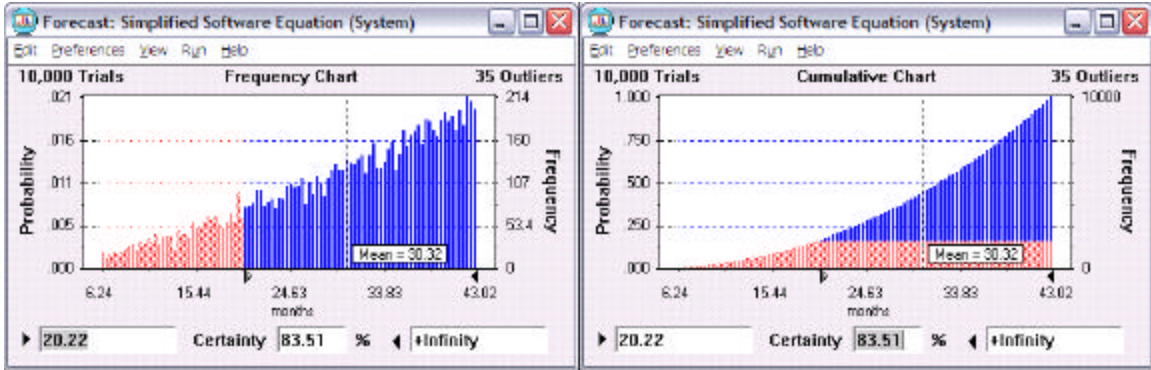 Forecast: Simplified Software Equation (System)
Edit Preferences View Run Help
10,000 Trials Frequency Chart 35 Outliers
.021 214
.016 160
.011 107
.005 53.4
.000 0
Probability
Frequency
Mean = 30.32
6.24 15.44 24.63 33.83 43.02
months
20.22 Certainty 83.51 % +Infinity
Forecast: Simplified Software Equation (System)
Edit Preferences View Run Help
10,000 Trials Cumulative Chart 35 Outliers
1.000 10000
.750
.500
.250
.000 0
Probability
Frequency
Mean = 30.32
6.24 15.44 24.63 33.83 43.02
months
20.22 Certainty 83.51 % +Infinity